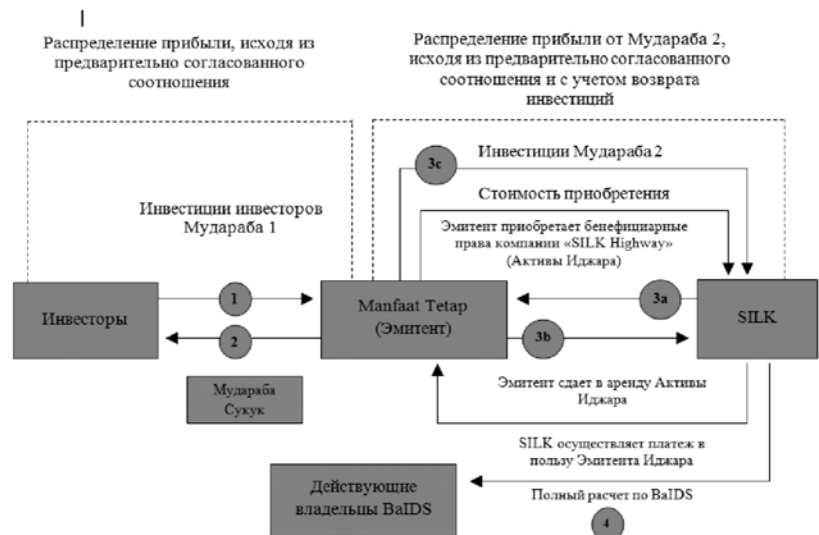 Распределение прибыли, исходя из
предварительно согласованного
соотношения
Распределение прибыли от Мудараба 2,
исходя из предварительно согласованного
соотношения и с учетом возврата
инвестиций
3c
Инвестиции Мудараба 2
Стоимость приобретения
Инвестиции инвесторов
Мудараба 1
Эмитент приобретает бенефициарные
права компании «SILK Highway»
(Активы Иджара)
Инвесторы
1
2
Manfaat Tetap
(Эмитент)
3a
3b
SILK
Мудараба
Сукук
Эмитент сдает в аренду Активы
Иджара
SILK осуществляет платеж в
пользу Эмитента Иджара
Действующие
владельцы BaIDS
Полный расчет по BaIDS
4